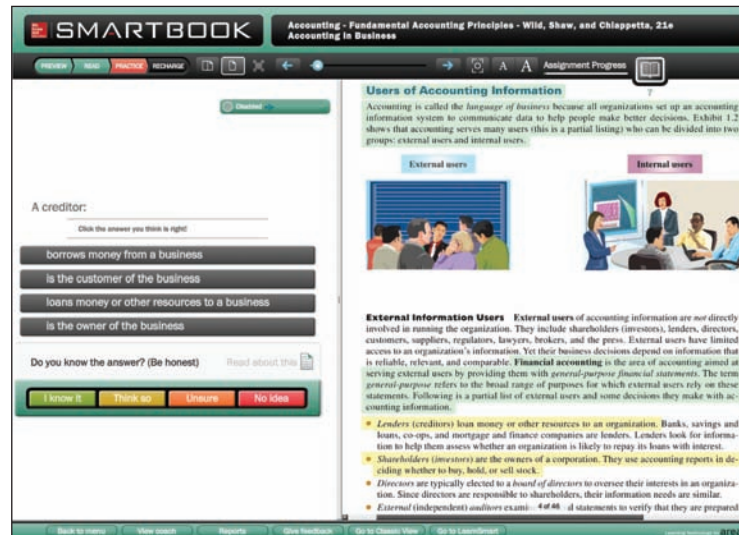 SMARTBOOK
Accounting - Fundamental Accounting Principles - Wild, Shaw, and Chiappetta, 21e
Accounting in Business
PREVIEW READ PRACTICE RECHARGE
A A Assignment Progress
Disabled
A creditor:
Click the answer you think is right!
borrows money from a business
is the customer of the business
loans money or other resources to a business
is the owner of the business
Do you know the answer? (Be honest) Read about this
I know it Think so Unsure No idea
Users of Accounting Information
Accounting is called the language of business because all organizations set up an accounting
information system to communicate data to help people make better decisions. Exhibit 1.2
shows that accounting serves many users (this is a partial listing) who can be divided into two
groups: external users and internal users.
External users Internal users
External Information Users External users of accounting information are not directly
involved in running the organization. They include shareholders (investors), lenders, directors,
customers, suppliers, regulators, lawyers, brokers, and the press. External users have limited
access to an organization's information. Yet their business decisions depend on information that
is reliable, relevant, and comparable. Financial accounting is the area of accounting aimed at
serving external users by providing them with general-purpose financial statements. The term
general-purpose refers to the broad range of purposes for which external users rely on these
statements. Following is a partial list of external users and some decisions they make with ac-
counting information.
• Lenders (creditors) loan money or other resources to an organization. Banks, savings and
loans, co-ops, and mortgage and finance companies are lenders. Lenders look for informa-
tion to help them assess whether an organization is likely to repay its loans with interest.
• Shareholders (investors) are the owners of a corporation. They use accounting reports in de-
ciding whether to buy, hold, or sell stock.
• Directors are typically elected to a board of directors to oversee their interests in an organiza-
tion. Since directors are responsible to shareholders, their information needs are similar.
• External (independent) auditors exami 4 of 46 d statements to verify that they are prepared
Back to menu View coach Reports Give feedback Go to Classic View Go to LearnSmart